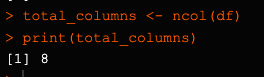 > total_columns <- ncol(df)
> print(total_columns)
[1] 8
>